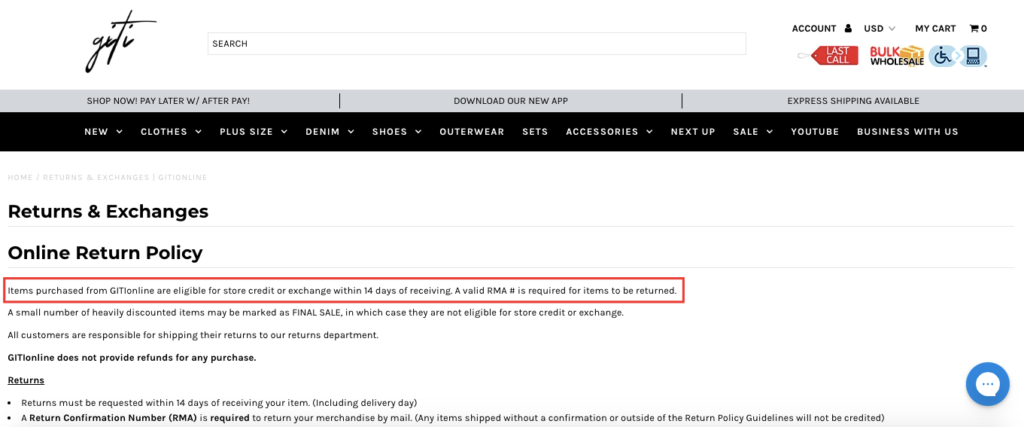 giti
SEARCH
ACCOUNT USD MY CART 0
LAST CALL
BULK WHOLESALE
SHOP NOW! PAY LATER W/ AFTER PAY! DOWNLOAD OUR NEW APP EXPRESS SHIPPING AVAILABLE
NEW CLOTHES PLUS SIZE DENIM SHOES OUTERWEAR SETS ACCESSORIES NEXT UP SALE YOUTUBE BUSINESS WITH US
HOME / RETURNS & EXCHANGES | GITIONLINE
Returns & Exchanges
Online Return Policy
Items purchased from GITIonline are eligible for store credit or exchange within 14 days of receiving. A valid RMA # is required for items to be returned.
A small number of heavily discounted items may be marked as FINAL SALE, in which case they are not eligible for store credit or exchange.
All customers are responsible for shipping their returns to our returns department.
GITIonline does not provide refunds for any purchase.
Returns
• Returns must be requested within 14 days of receiving your item. (Including delivery day)
• A Return Confirmation Number (RMA) is required to return your merchandise by mail. (Any items shipped without a confirmation or outside of the Return Policy Guidelines will not be credited)